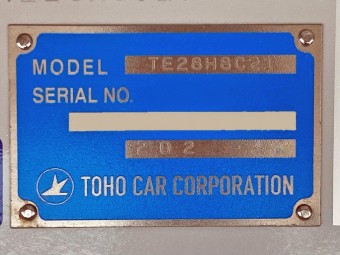 MODEL TE28H8C21
SERIAL NO.
202
TOHO CAR CORPORATION